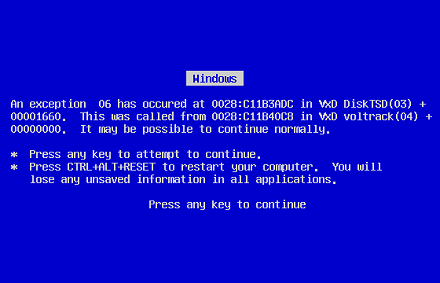 Windows
An exception  06 has occured at 0028:C11B3ADC in VxD DiskTSD(03) +
00001660.  This was called from 0028:C11B40C8 in VxD voltrack(04) +
00000000.  It may be possible to continue normally.
*  Press any key to attempt to continue.
*  Press CTRL+ALT+RESET to restart your computer.  You will
lose any unsaved information in all applications.
Press any key to continue